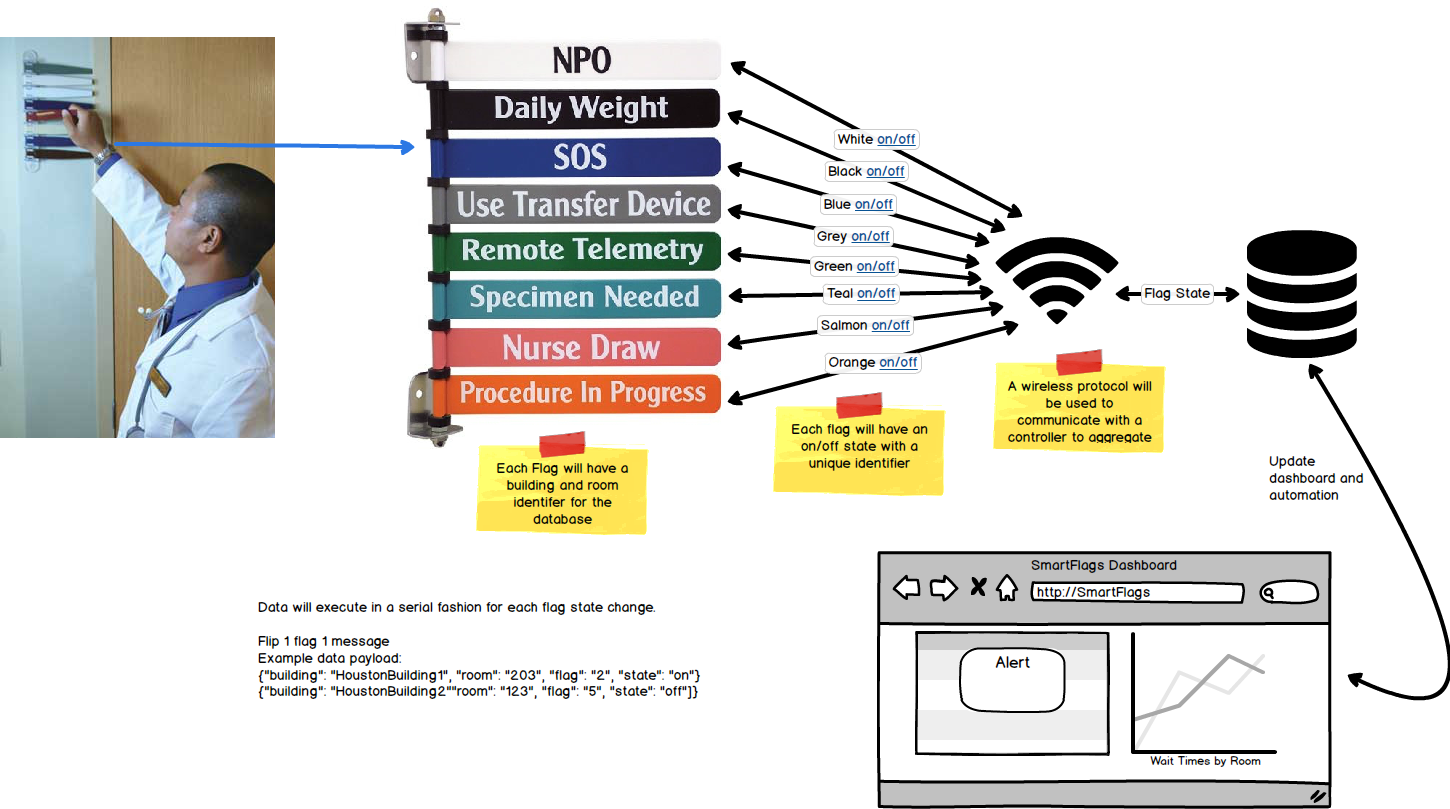 NPO
Daily Weight
SOS
Use Transfer Device
Remote Telemetry
Specimen Needed
Nurse Draw
Procedure In Progress
White on/off
Black on/off
Blue on/off
Grey on/off
Green on/off
Teal on/off
Salmon on/off
Orange on/off
Flag State
Each Flag will have a
building and room
identifer for the
database
Each flag will have an
on/off state with a
unique identifier
A wireless protocol will
be used to
communicate with a
controller to aggregate
Update
dashboard and
automation
Data will execute in a serial fashion for each flag state change.
Flip 1 flag 1 message
Example data payload:
{"building": "HoustonBuilding1", "room": "203", "flag": "2", "state": "on"}
{"building": "HoustonBuilding2""room": "123", "flag": "5", "state": "off"]}
SmartFlags Dashboard
http://SmartFlags
Alert
Wait Times by Room